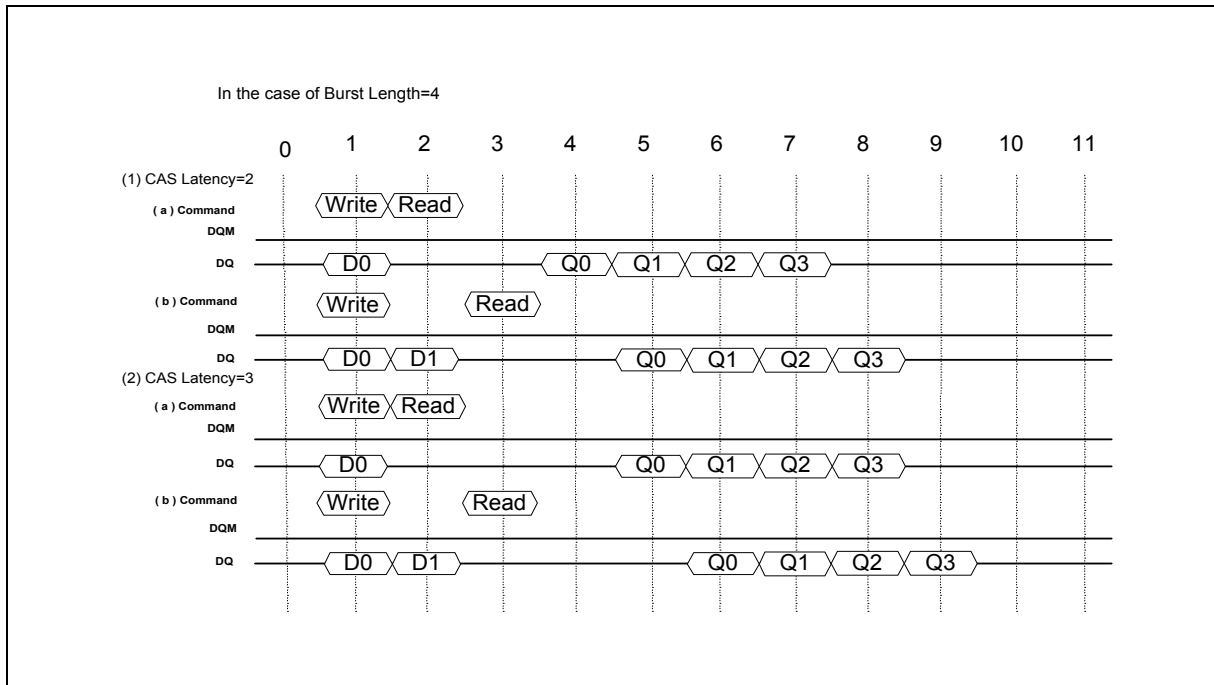 In the case of Burst Length=4
0 1 2 3 4 5 6 7 8 9 10 11
(1) CAS Latency=2
( a ) Command Write Read
DQM
DQ D0 Q0 Q1 Q2 Q3
( b ) Command Write Read
DQM
DQ D0 D1 Q0 Q1 Q2 Q3
(2) CAS Latency=3
( a ) Command Write Read
DQM
DQ D0 Q0 Q1 Q2 Q3
( b ) Command Write Read
DQM
DQ D0 D1 Q0 Q1 Q2 Q3